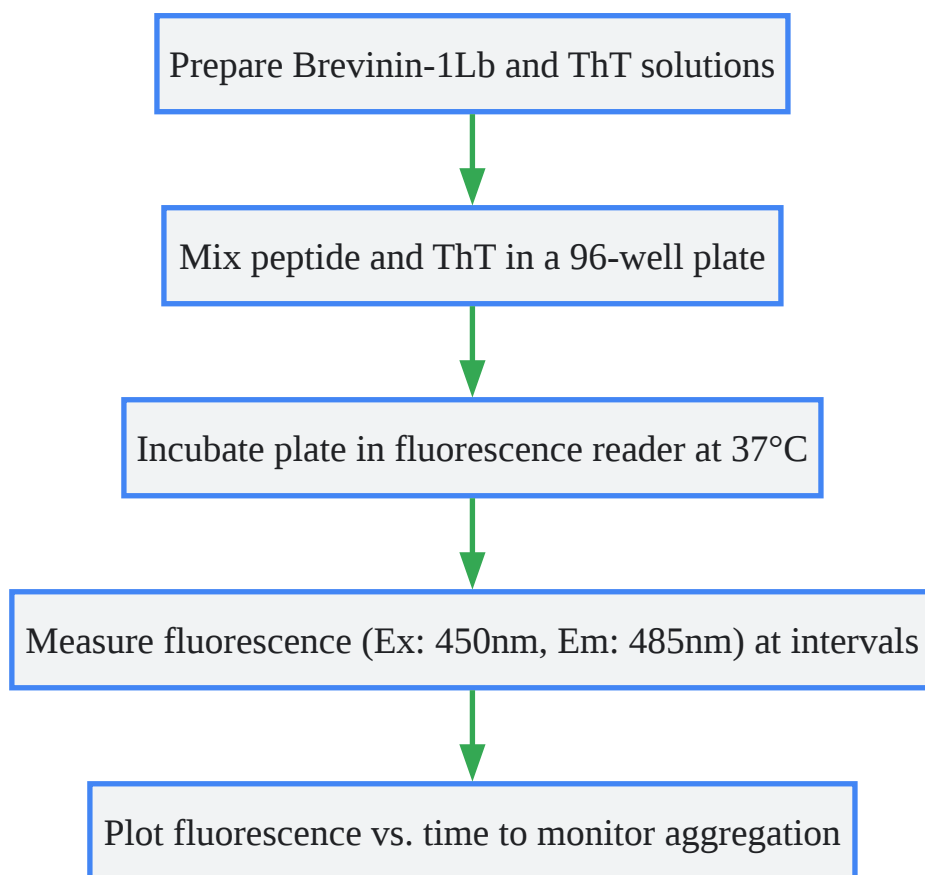 Prepare Brevinin-1Lb and ThT solutions
Mix peptide and ThT in a 96-well plate
Incubate plate in fluorescence reader at 37°C
Measure fluorescence (Ex: 450nm, Em: 485nm) at intervals
Plot fluorescence vs. time to monitor aggregation